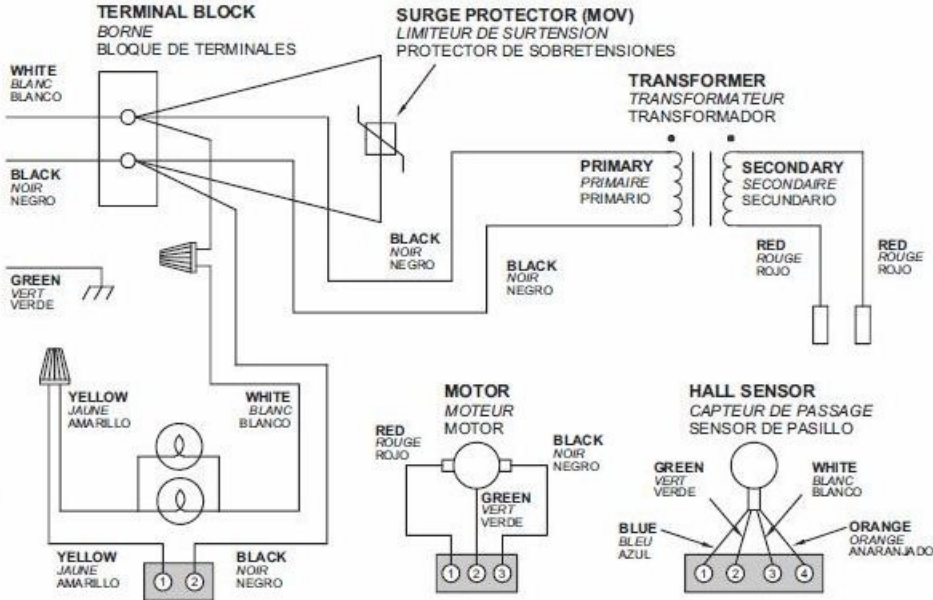 TERMINAL BLOCK
BORNE
BLOQUE DE TERMINALES
SURGE PROTECTOR (MOV)
LIMITEUR DE SURTENSION
PROTECTOR DE SOBRETENSIONES
WHITE
BLANC
BLANCO
TRANSFORMER
TRANSFORMATEUR
TRANSFORMADOR
BLACK
NOIR
NEGRO
PRIMARY
PRIMAIRE
PRIMARIO
SECONDARY
SECONDAIRE
SECUNDARIO
BLACK
NOIR
NEGRO
BLACK
NOIR
NEGRO
RED
ROUGE
ROJO
RED
ROUGE
ROJO
GREEN
VERT
VERDE
YELLOW
JAUNE
AMARILLO
WHITE
BLANC
BLANCO
MOTOR
MOTEUR
MOTOR
HALL SENSOR
CAPTEUR DE PASSAGE
SENSOR DE PASILLO
RED
ROUGE
ROJO
BLACK
NOIR
NEGRO
GREEN
VERT
VERDE
GREEN
VERT
VERDE
WHITE
BLANC
BLANCO
BLUE
BLEU
AZUL
ORANGE
ORANGE
ANARANJADO
YELLOW
JAUNE
AMARILLO
BLACK
NOIR
NEGRO
1 2
1 2 3
1 2 3 4